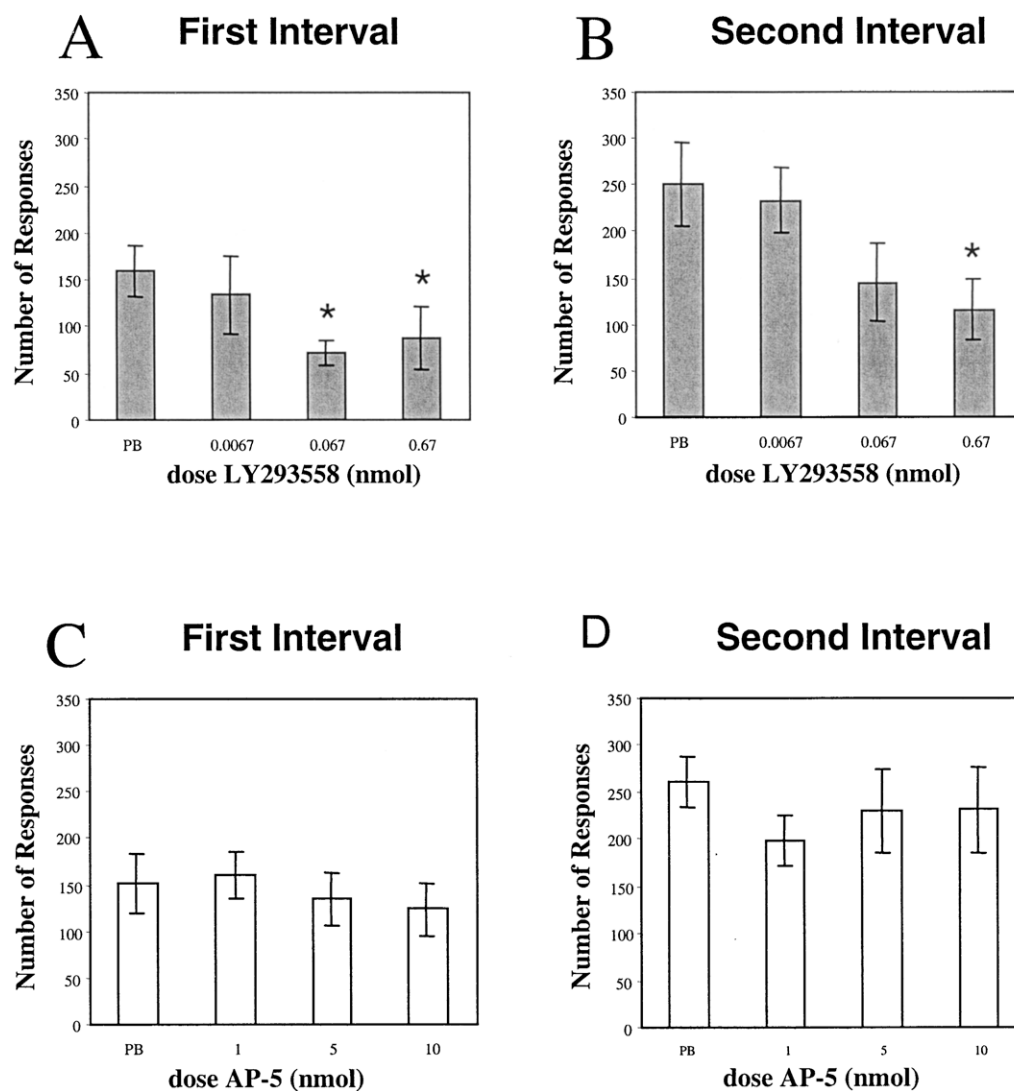 A First Interval
350
300
250
200
150
100
50
0
Number of Responses
*
*
PB 0.0067 0.067 0.67
dose LY293558 (nmol)
B Second Interval
350
300
250
200
150
100
50
0
Number of Responses
*
PB 0.0067 0.067 0.67
dose LY293558 (nmol)
C First Interval
350
300
250
200
150
100
50
0
Number of Responses
PB 1 5 10
dose AP-5 (nmol)
D Second Interval
350
300
250
200
150
100
50
0
Number of Responses
PB 1 5 10
dose AP-5 (nmol)